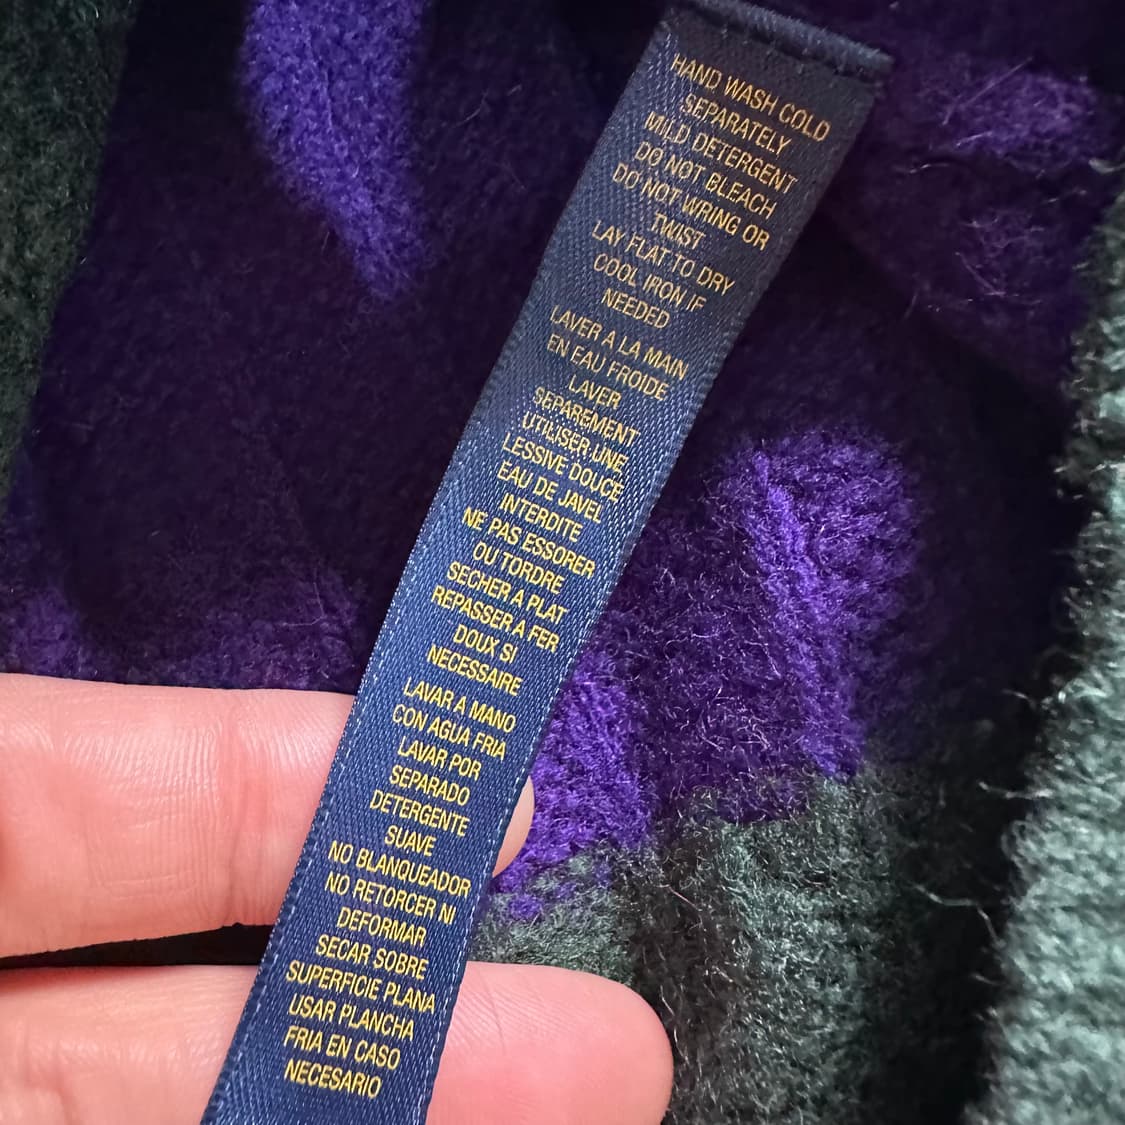 HAND WASH COLD
SEPARATELY
MILD DETERGENT
DO NOT BLEACH
DO NOT WRING OR
TWIST
LAY FLAT TO DRY
COOL IRON IF
NEEDED
LAVER A LA MAIN
EN EAU FROIDE
LAVER
SEPAREMENT
UTILISER UNE
LESSIVE DOUCE
EAU DE JAVEL
INTERDITE
NE PAS ESSORER
OU TORDRE
SECHER A PLAT
REPASSER A FER
DOUX SI
NECESSAIRE
LAVAR A MANO
CON AGUA FRIA
LAVAR POR
SEPARADO
DETERGENTE
SUAVE
NO BLANQUEADOR
NO RETORCER NI
DEFORMAR
SECAR SOBRE
SUPERFICIE PLANA
USAR PLANCHA
FRIA EN CASO
NECESARIO